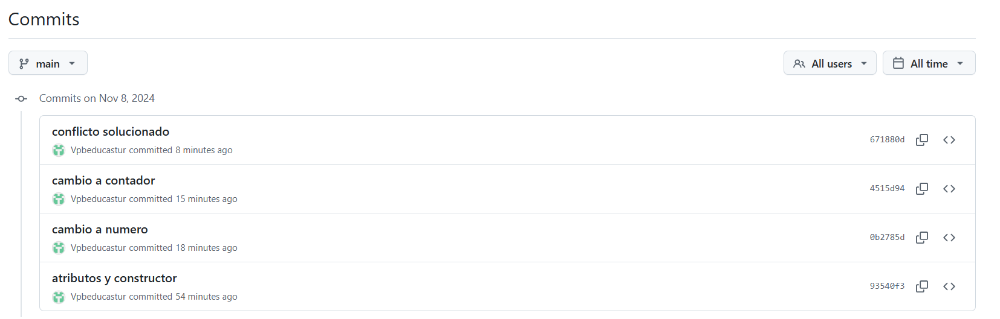 Commits
main
All users
All time
Commits on Nov 8, 2024
conflicto solucionado
Vpbeducastur committed 8 minutes ago
671880d
cambio a contador
Vpbeducastur committed 15 minutes ago
4515d94
cambio a numero
Vpbeducastur committed 18 minutes ago
0b2785d
atributos y constructor
Vpbeducastur committed 54 minutes ago
93540f3